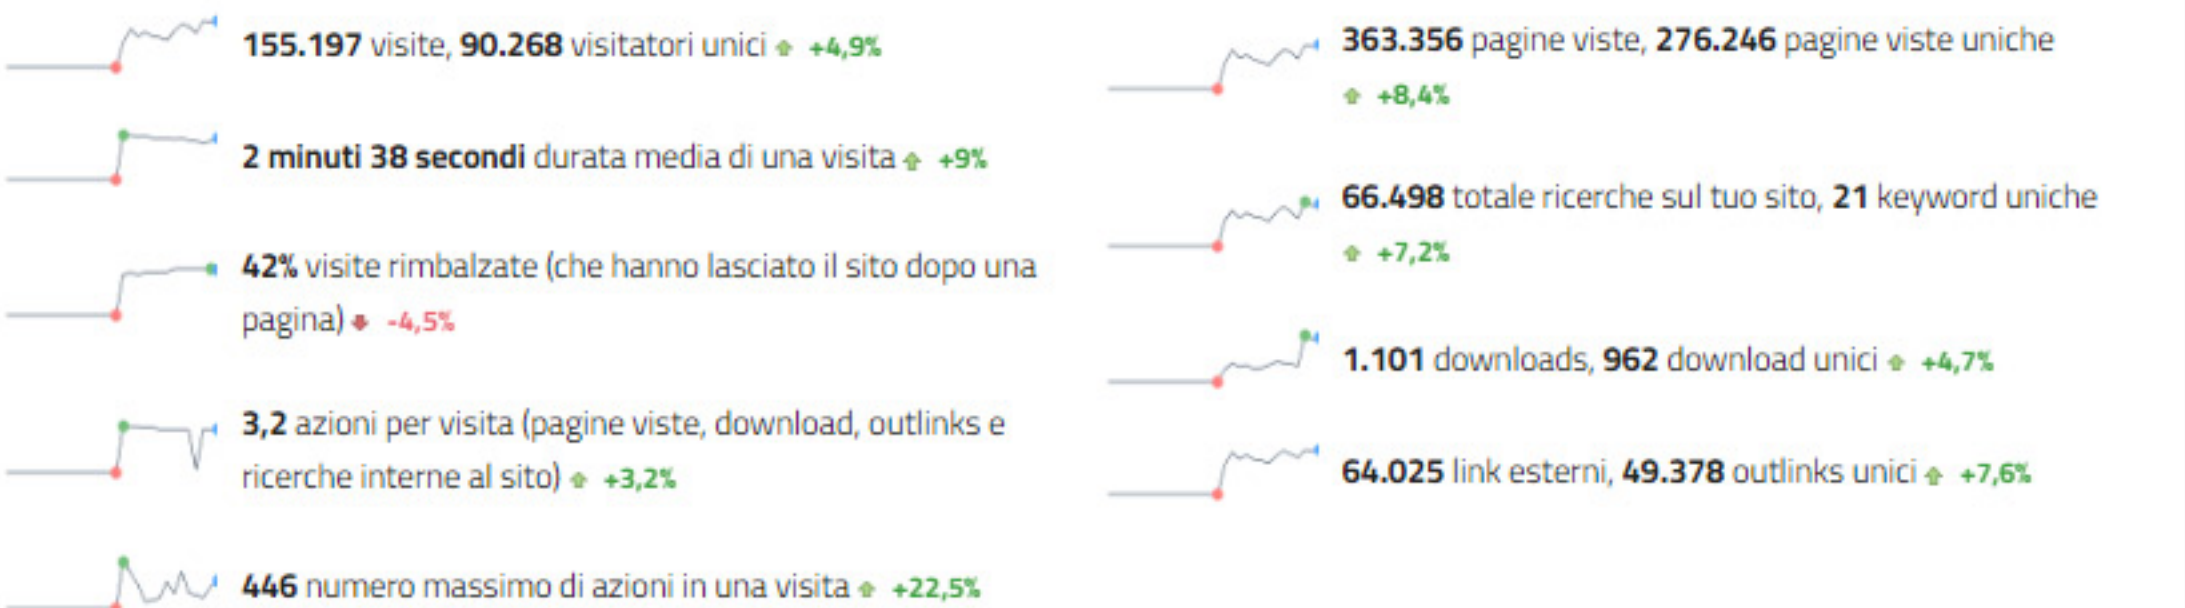 155.197 visite, 90.268 visitatori unici +4,9%
2 minuti 38 secondi durata media di una visita +9%
42% visite rimbalzate (che hanno lasciato il sito dopo una
pagina) -4,5%
3,2 azioni per visita (pagine viste, download, outlinks e
ricerche interne al sito) +3,2%
446 numero massimo di azioni in una visita +22,5%
363.356 pagine viste, 276.246 pagine viste uniche
+8,4%
66.498 totale ricerche sul tuo sito, 21 keyword uniche
+7,2%
1.101 downloads, 962 download unici +4,7%
64.025 link esterni, 49.378 outlinks unici +7,6%